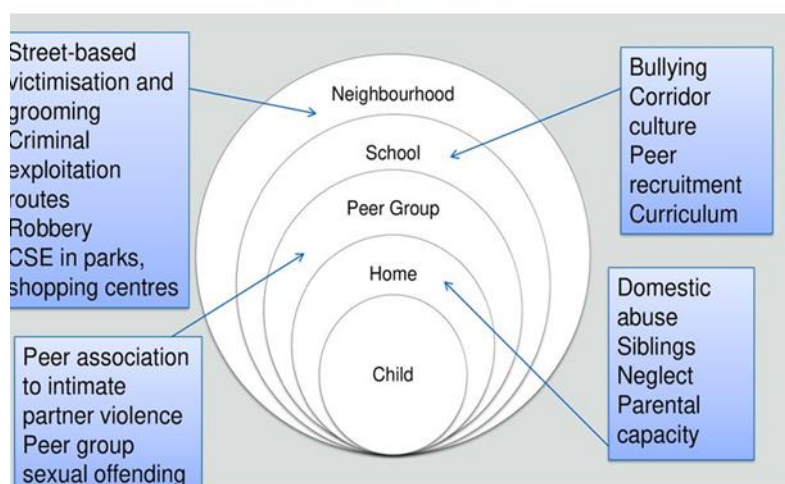 Street-based
victimisation and
grooming
Criminal
exploitation
routes
Robbery
CSE in parks,
shopping centres
Neighbourhood
School
Peer Group
Home
Child
Bullying
Corridor
culture
Peer
recruitment
Curriculum
Peer association
to intimate
partner violence
Peer group
sexual offending
Domestic
abuse
Siblings
Neglect
Parental
capacity